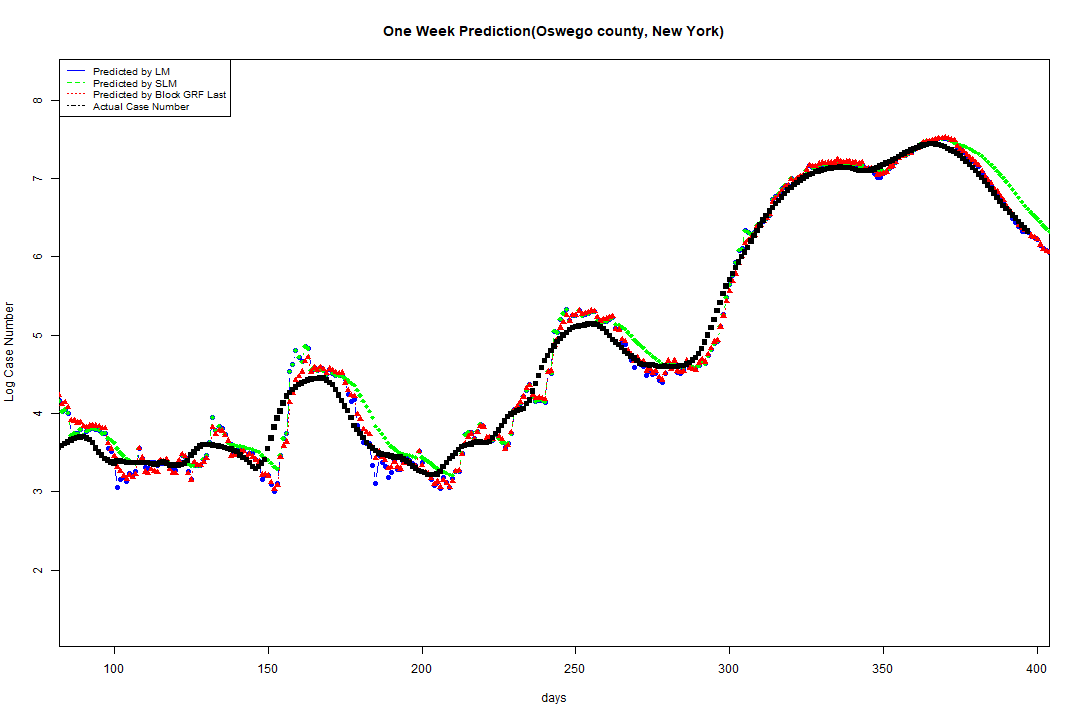 One Week Prediction(Oswego county, New York)
Predicted by LM
Predicted by SLM
Predicted by Block GRF Last
Actual Case Number
8
7
6
5
4
3
2
Log Case Number
100 150 200 250 300 350 400
days